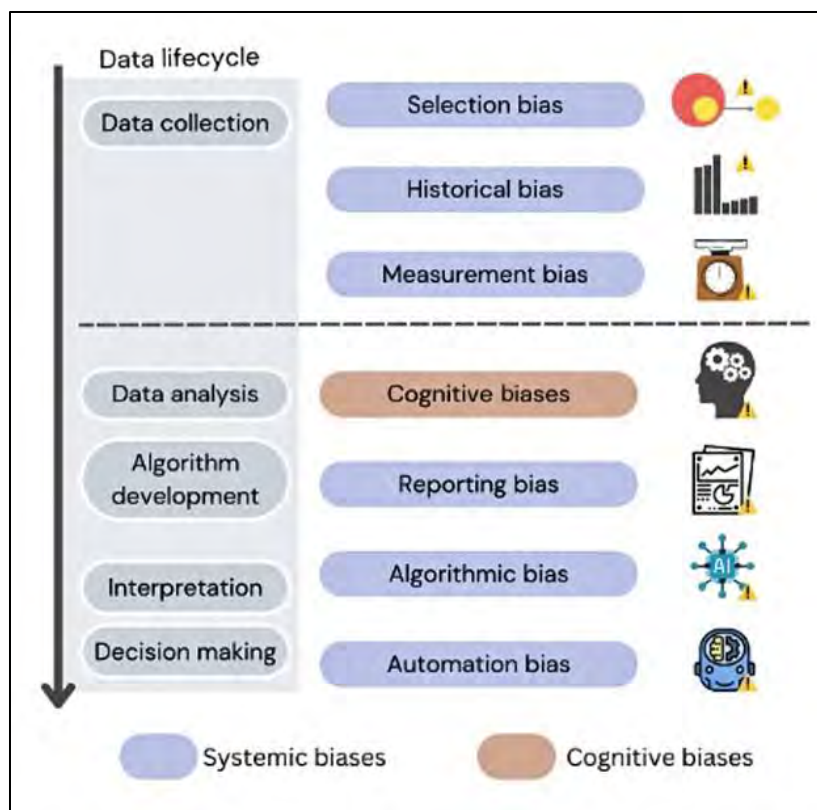 Data lifecycle
Data collection
Selection bias
Historical bias
Measurement bias
Data analysis
Cognitive biases
Algorithm
development
Reporting bias
Interpretation
Algorithmic bias
AI
Decision making
Automation bias
Systemic biases
Cognitive biases